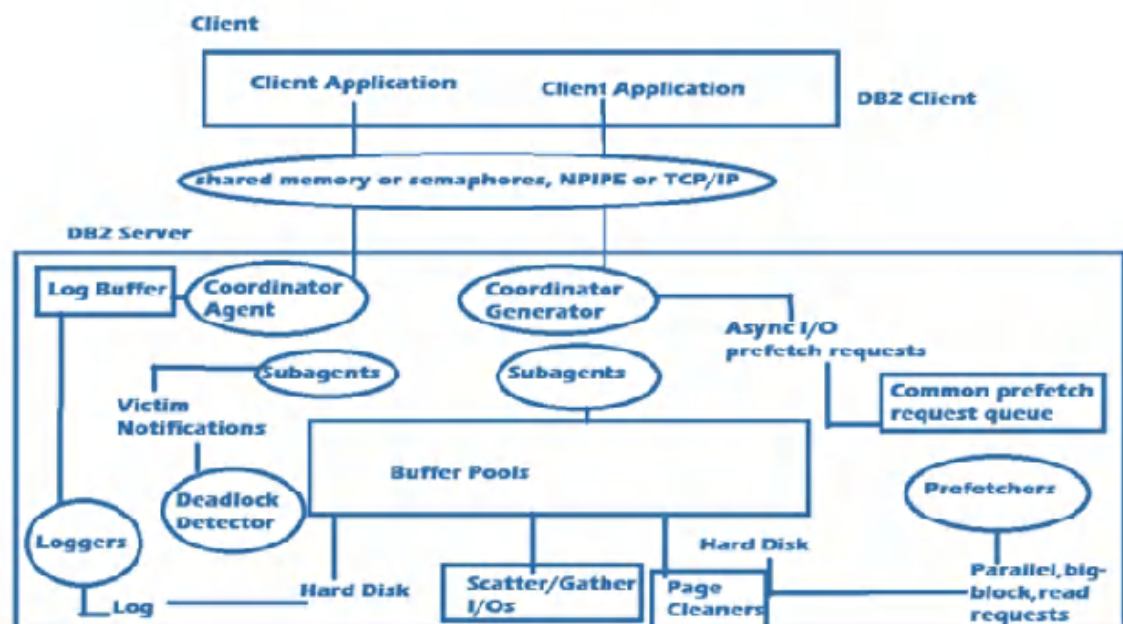 Client
Client Application
Client Application
DB2 Client
shared memory or semaphores, NPIPE or TCP/IP
DB2 Server
Log Buffer
Coordinator
Agent
Coordinator
Generator
Async I/O
prefetch requests
Subagents
Subagents
Common prefetch
request queue
Victim
Notifications
Buffer Pools
Deadlock
Detector
Prefetchers
Loggers
Hard Disk
Hard Disk
Scatter/Gather
I/Os
Page
Cleaners
Parallel,big-
block,read
requests
Log